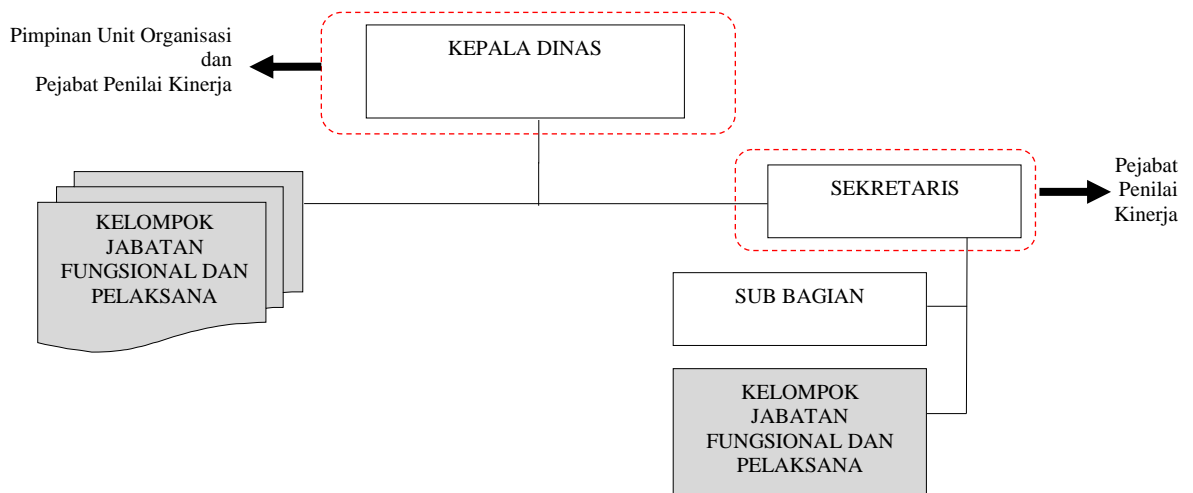 Pimpinan Unit Organisasi
dan
Pejabat Penilai Kinerja
KEPALA DINAS
SEKRETARIS
Pejabat
Penilai
Kinerja
KELOMPOK
JABATAN
FUNGSIONAL DAN
PELAKSANA
SUB BAGIAN
KELOMPOK
JABATAN
FUNGSIONAL DAN
PELAKSANA